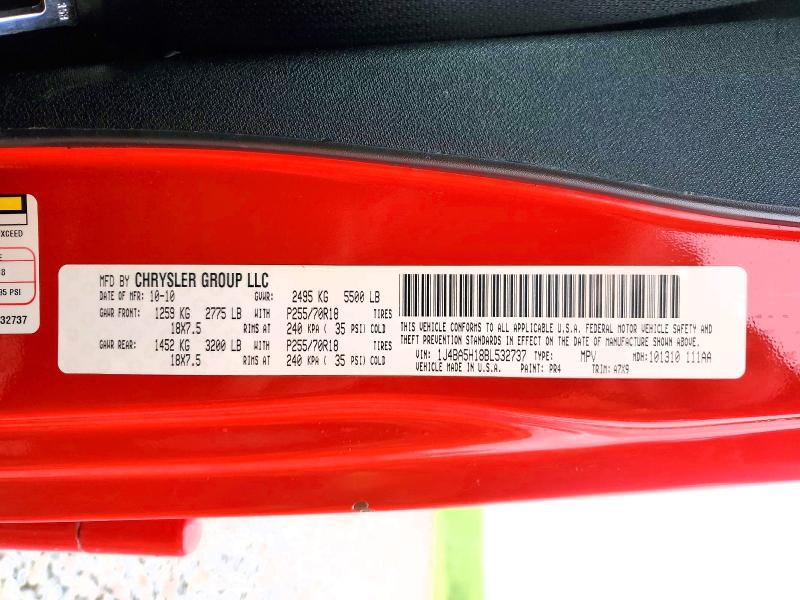 158
XCEED
E
8
35 PSI
32737
MFD BY CHRYSLER GROUP LLC
DATE OF MFR: 10-10 GVWR: 2495 KG 5500 LB
GAWR FRONT: 1259 KG 2775 LB WITH P255/70R18 TIRES
18X7.5 RIMS AT 240 KPA ( 35 PSI) COLD
GAWR REAR: 1452 KG 3200 LB WITH P255/70R18 TIRES
18X7.5 RIMS AT 240 KPA ( 35 PSI) COLD
THIS VEHICLE CONFORMS TO ALL APPLICABLE U.S.A. FEDERAL MOTOR VEHICLE SAFETY AND
THEFT PREVENTION STANDARDS IN EFFECT ON THE DATE OF MANUFACTURE SHOWN ABOVE.
VIN: 1J4BA5H18BL532737 TYPE: MPV MDH:101310 111AA
VEHICLE MADE IN U.S.A. PAINT: PR4 TRIM: A7X9